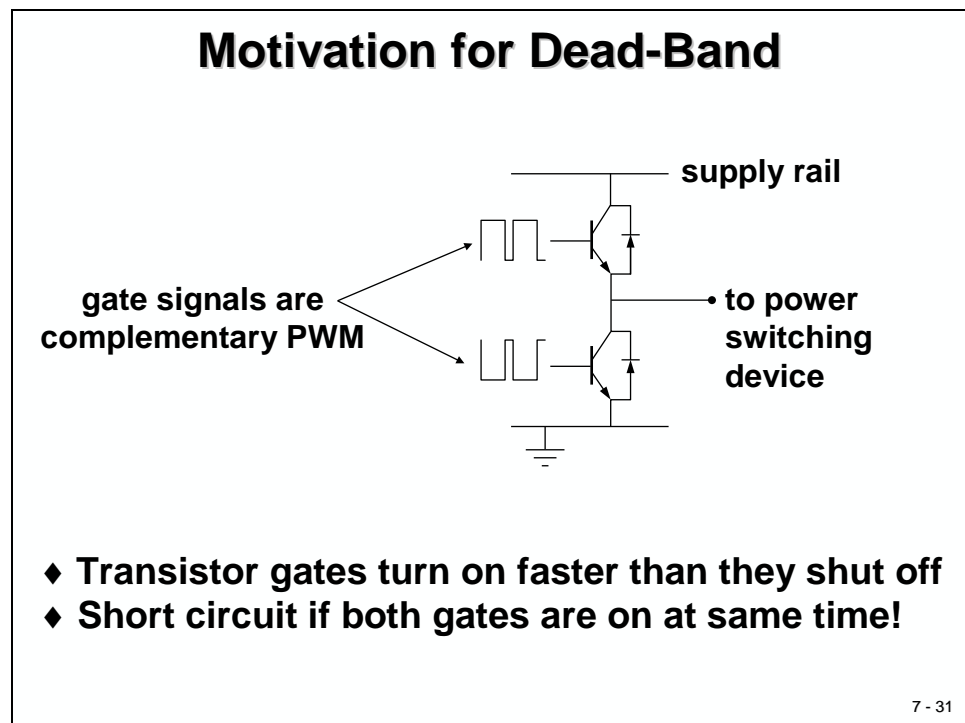 Motivation for Dead-Band
supply rail
gate signals are
complementary PWM
to power
switching
device
♦ Transistor gates turn on faster than they shut off
♦ Short circuit if both gates are on at same time!
7 - 31